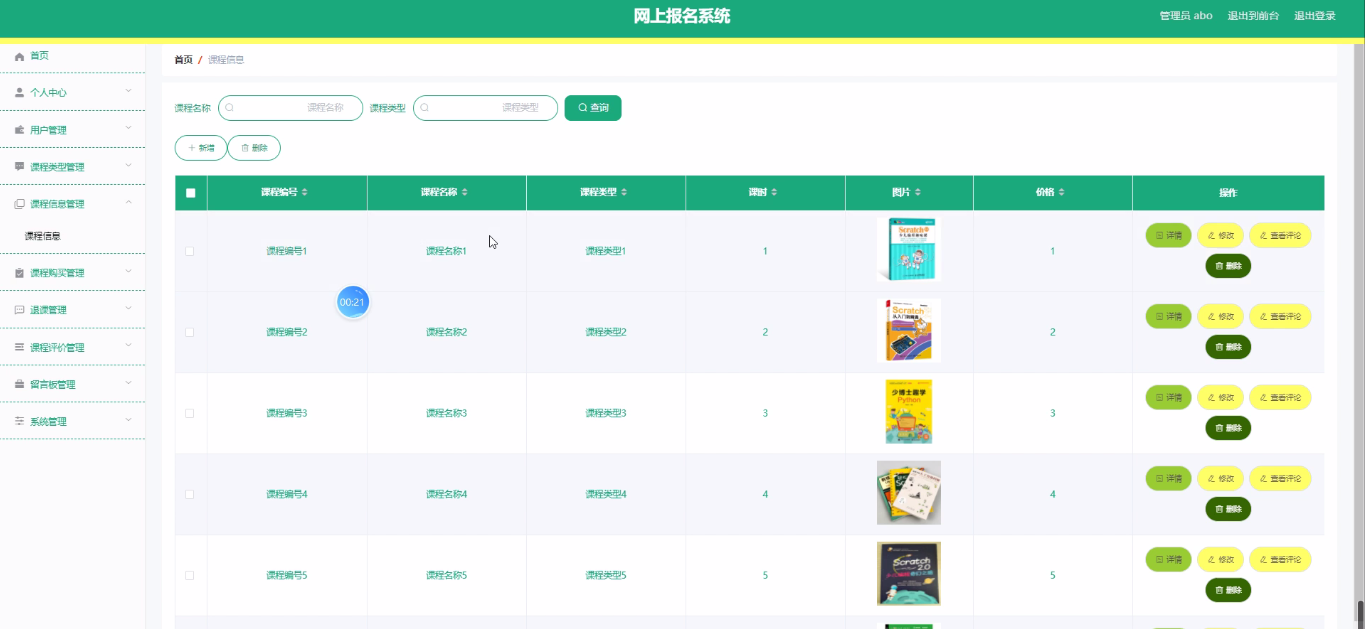 网上报名系统
管理员 abo 退出到前台 退出登录
首页
个人中心
用户管理
课程类型管理
课程信息管理
课程信息
课程购买管理
退课管理
课程评价管理
留言板管理
系统管理
首页 / 课程信息
课程名称 课程名称 课程类型 课程类型 查询
新增 删除
课程编号 课程名称 课程类型 课时 图片 价格 操作
课程编号1 课程名称1 课程类型1 1 Scratch 1 详情 修改 查看评论
删除
00:21
课程编号2 课程名称2 课程类型2 2 Scratch 2 详情 修改 查看评论
删除
课程编号3 课程名称3 课程类型3 3 少博士趣学 Python 3 详情 修改 查看评论
删除
课程编号4 课程名称4 课程类型4 4 4 详情 修改 查看评论
删除
课程编号5 课程名称5 课程类型5 5 Scratch 2.0 5 详情 修改 查看评论
删除